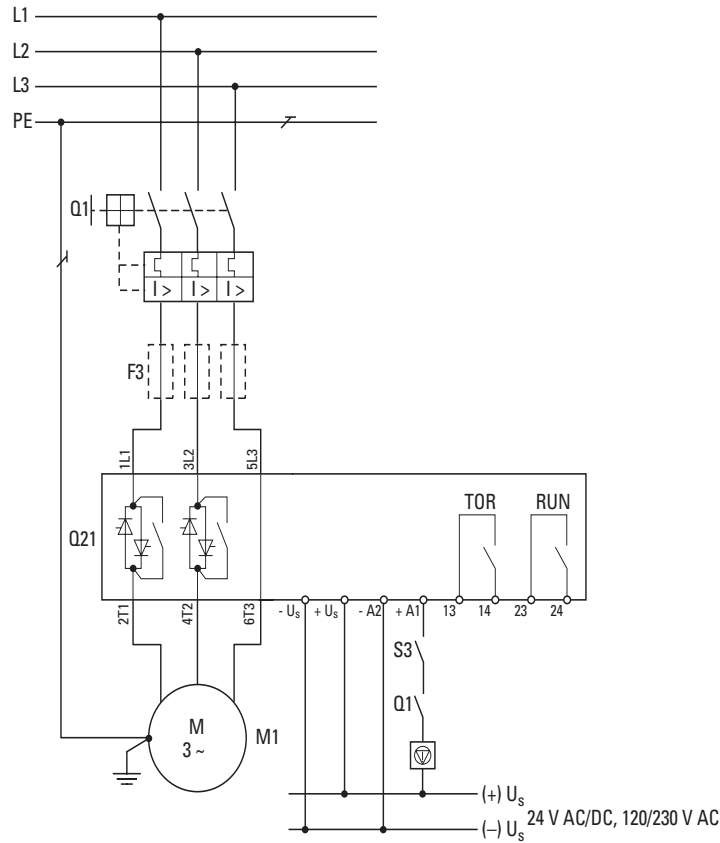 L1
L2
L3
PE
Q1
I >
I >
I >
F3
1L1
3L2
5L3
TOR
RUN
Q21
2T1
4T2
6T3
- Us
+ Us
- A2
+ A1
13
14
23
24
S3
Q1
M
3 ~
M1
(+) Us
(–) Us
24 V AC/DC, 120/230 V AC